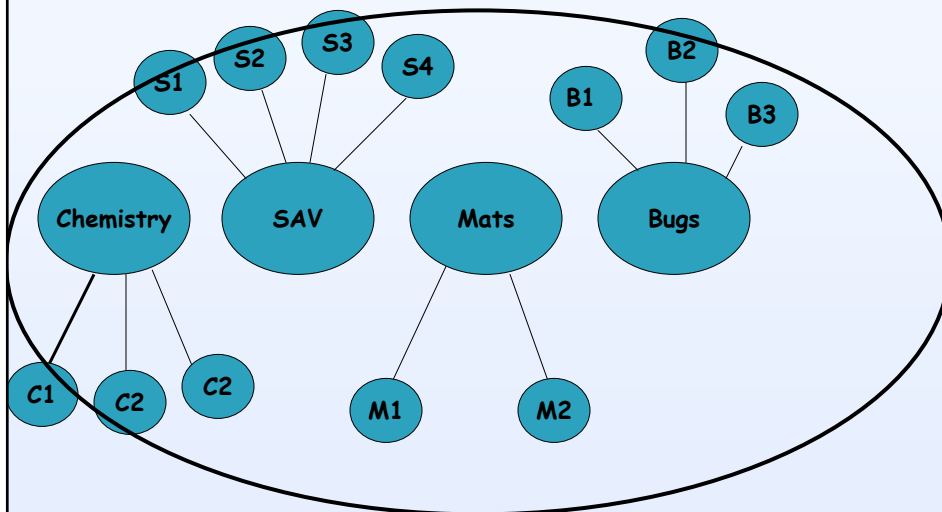 S1
S2
S3
S4
B1
B2
B3
Chemistry
SAV
Mats
Bugs
C1
C2
C2
M1
M2